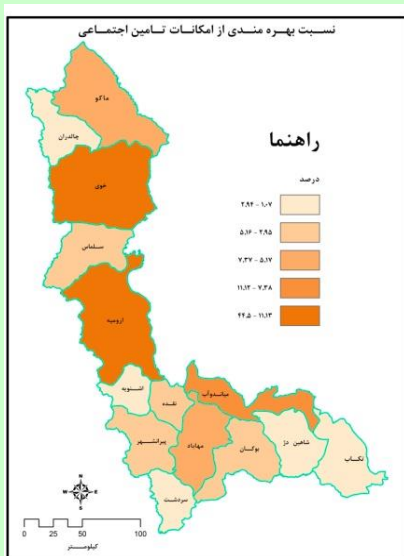 نسبت بهره مندی از امکانات تامین اجتماعی
ماکو
چالدران
راهنما
خوی
درصد
۲,۹۴ - ۱,۰۷
۵,۱۶ - ۲,۹۵
سلماس
۷,۳۷ - ۵,۱۷
۱۱,۱۲ - ۷,۳۸
ارومیه
۴۴,۵ - ۱۱,۱۳
اشنویه
نقده
میاندوآب
پیرانشهر
مهاباد
بوکان
شاهین دژ
تکاب
سردشت
N
W
E
S
0 25 50 100
کیلومتر